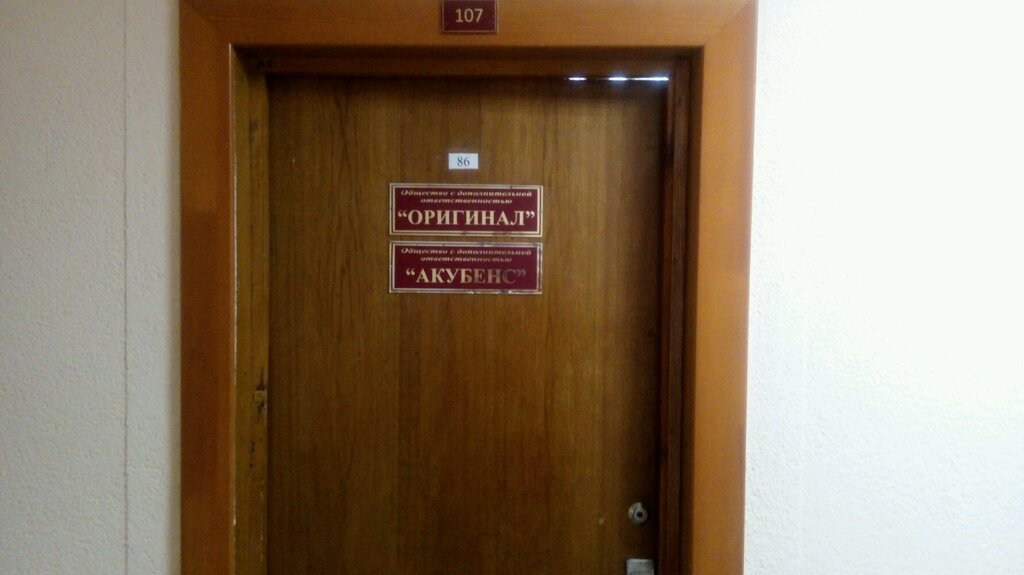 107
86
Общество с дополнительной
ответственностью
“ОРИГИНАЛ”
Общество с дополнительной
ответственностью
“АКУБЕНС”